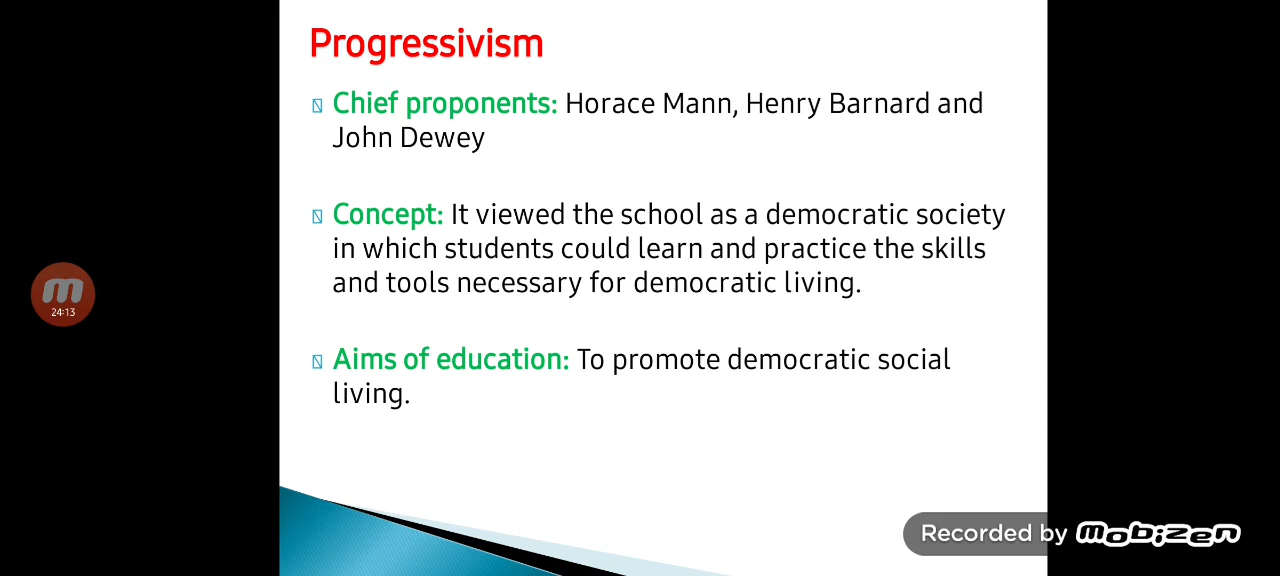 Progressivism
Chief proponents: Horace Mann, Henry Barnard and
John Dewey
Concept: It viewed the school as a democratic society
in which students could learn and practice the skills
and tools necessary for democratic living.
Aims of education: To promote democratic social
living.
m
24:13
Recorded by mobizen